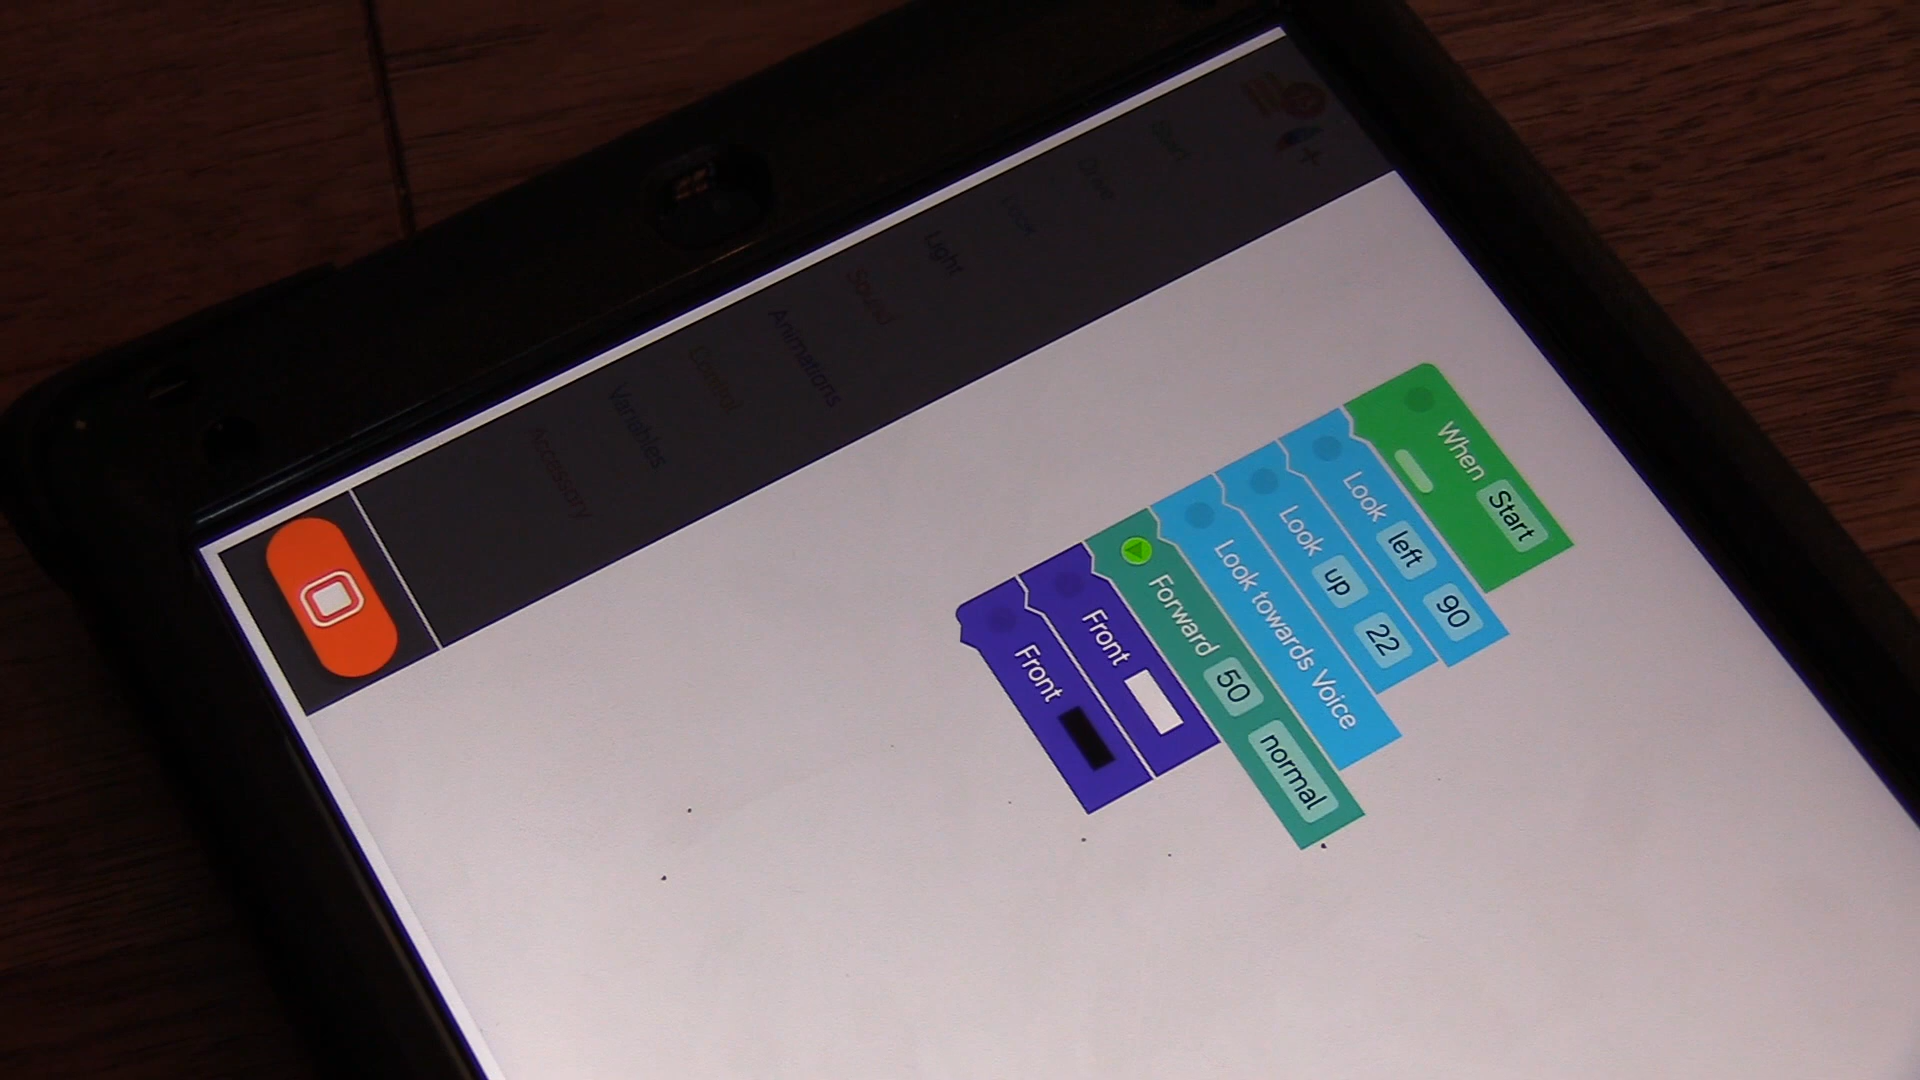 Start
Drive
Look
Light
Sound
Animations
Control
Variables
Accessory
When Start
Look left 90
Look up 22
Look towards Voice
Forward 50 normal
Front
Front